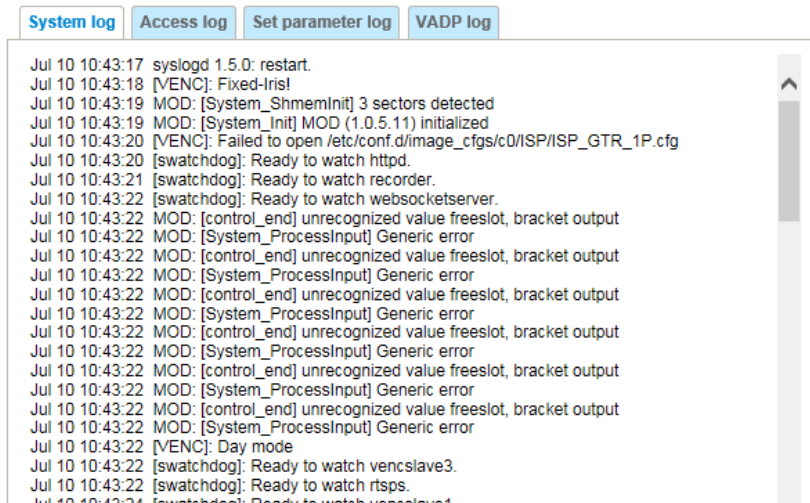 System log
Access log
Set parameter log
VADP log
Jul 10 10:43:17 syslogd 1.5.0: restart.
Jul 10 10:43:18 [VENC]: Fixed-Iris!
Jul 10 10:43:19 MOD: [System_ShmemInit] 3 sectors detected
Jul 10 10:43:19 MOD: [System_Init] MOD (1.0.5.11) initialized
Jul 10 10:43:20 [VENC]: Failed to open /etc/conf.d/image_cfgs/c0/ISP/ISP_GTR_1P.cfg
Jul 10 10:43:20 [swatchdog]: Ready to watch httpd.
Jul 10 10:43:21 [swatchdog]: Ready to watch recorder.
Jul 10 10:43:22 [swatchdog]: Ready to watch websocketserver.
Jul 10 10:43:22 MOD: [control_end] unrecognized value freeslot, bracket output
Jul 10 10:43:22 MOD: [System_ProcessInput] Generic error
Jul 10 10:43:22 MOD: [control_end] unrecognized value freeslot, bracket output
Jul 10 10:43:22 MOD: [System_ProcessInput] Generic error
Jul 10 10:43:22 MOD: [control_end] unrecognized value freeslot, bracket output
Jul 10 10:43:22 MOD: [System_ProcessInput] Generic error
Jul 10 10:43:22 MOD: [control_end] unrecognized value freeslot, bracket output
Jul 10 10:43:22 MOD: [System_ProcessInput] Generic error
Jul 10 10:43:22 MOD: [control_end] unrecognized value freeslot, bracket output
Jul 10 10:43:22 MOD: [System_ProcessInput] Generic error
Jul 10 10:43:22 MOD: [control_end] unrecognized value freeslot, bracket output
Jul 10 10:43:22 MOD: [System_ProcessInput] Generic error
Jul 10 10:43:22 [VENC]: Day mode
Jul 10 10:43:22 [swatchdog]: Ready to watch vencslave3.
Jul 10 10:43:22 [swatchdog]: Ready to watch rtsps.
Jul 10 10:43:24 [swatchdog]: Ready to watch vencslave1.